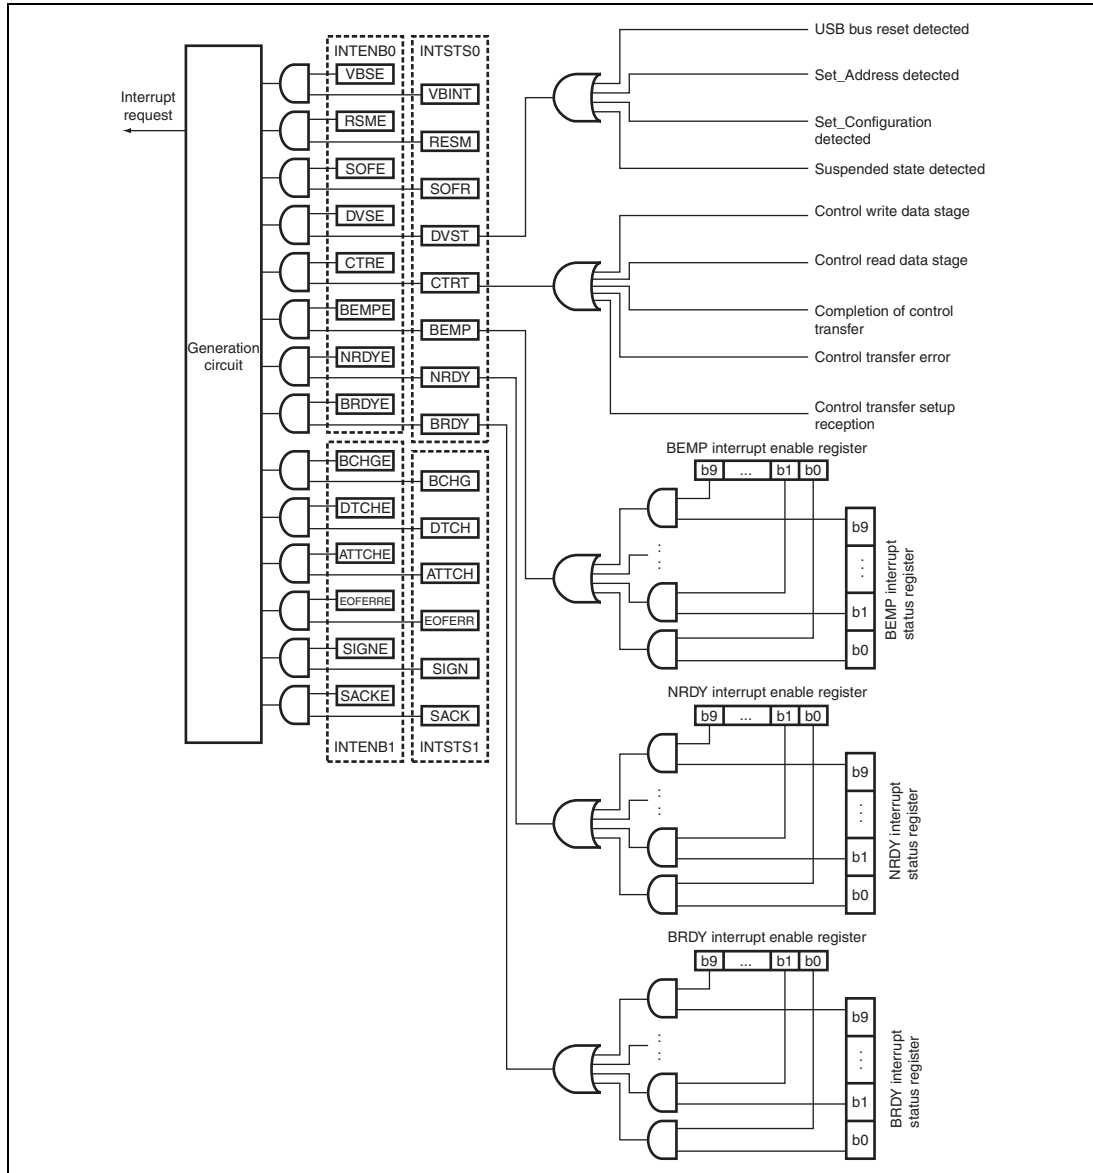 INTENB0 INTSTS0
Interrupt
request
Generation
circuit
VBSE
VBINT
RSME
RESM
SOFE
SOFR
DVSE
DVST
CTRE
CTRT
BEMPE
BEMP
NRDYE
NRDY
BRDYE
BRDY
BCHGE
BCHG
DTCHE
DTCH
ATTCHE
ATTCH
EOFERRE
EOFERR
SIGNE
SIGN
SACKE
SACK
INTENB1 INTSTS1
USB bus reset detected
Set_Address detected
Set_Configuration
detected
Suspended state detected
Control write data stage
Control read data stage
Completion of control
transfer
Control transfer error
Control transfer setup
reception
BEMP interrupt enable register
b9 ... b1 b0
b9
...
b1
b0
BEMP interrupt
status register
NRDY interrupt enable register
b9 ... b1 b0
b9
...
b1
b0
NRDY interrupt
status register
BRDY interrupt enable register
b9 ... b1 b0
b9
...
b1
b0
BRDY interrupt
status register